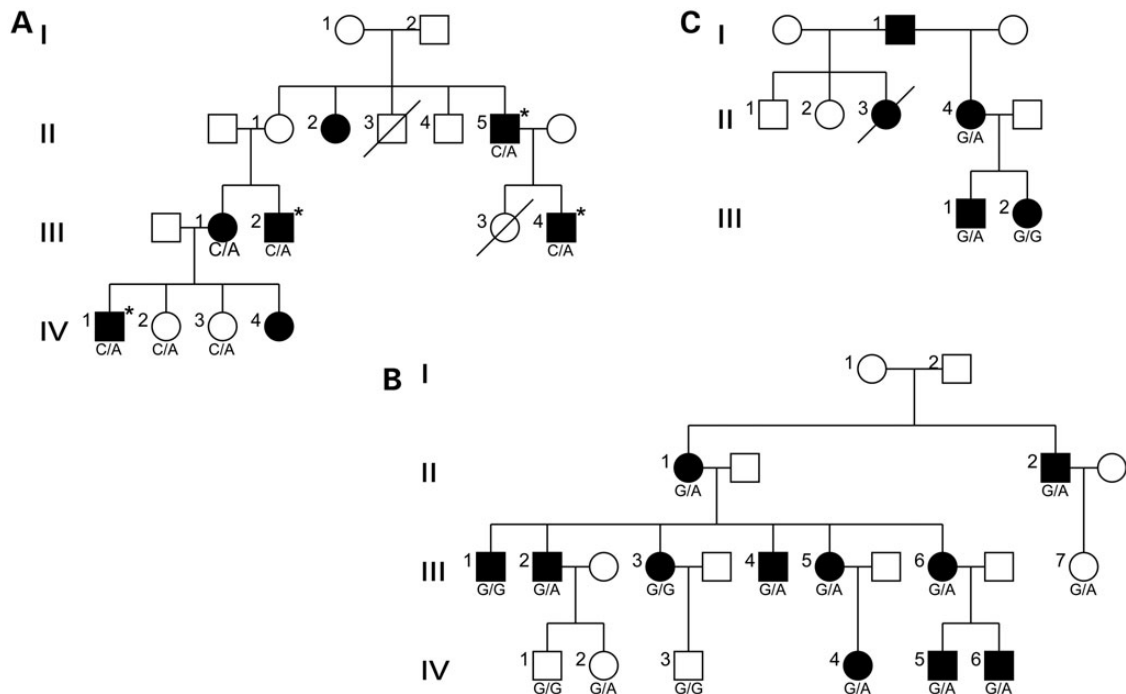 A I 1 2
II 1 2 3 4 5 *
C/A
III 1 2 * 3 4 *
C/A C/A C/A
IV 1 * 2 3 4
C/A C/A C/A
C I 1
II 1 2 3 4
G/A
III 1 2
G/A G/G
B I 1 2
II 1 2
G/A G/A
III 1 2 3 4 5 6 7
G/G G/A G/G G/A G/A G/A G/A
IV 1 2 3 4 5 6
G/G G/A G/G G/A G/A G/A